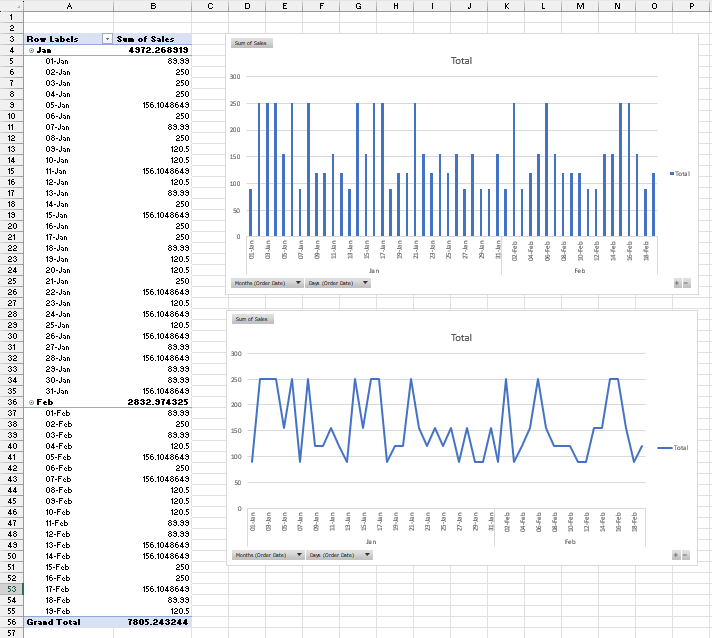 A B C D E F G H I J K L M N O P
1
2
3 Row Labels Sum of Sales
4 Jan 4972.268919
5 01-Jan 89.99
6 02-Jan 250
7 03-Jan 250
8 04-Jan 250
9 05-Jan 156.1048649
10 06-Jan 250
11 07-Jan 89.99
12 08-Jan 250
13 09-Jan 120.5
14 10-Jan 120.5
15 11-Jan 156.1048649
16 12-Jan 120.5
17 13-Jan 89.99
18 14-Jan 250
19 15-Jan 156.1048649
20 16-Jan 250
21 17-Jan 250
22 18-Jan 89.99
23 19-Jan 120.5
24 20-Jan 120.5
25 21-Jan 250
26 22-Jan 156.1048649
27 23-Jan 120.5
28 24-Jan 156.1048649
29 25-Jan 120.5
30 26-Jan 156.1048649
31 27-Jan 89.99
32 28-Jan 156.1048649
33 29-Jan 89.99
34 30-Jan 89.99
35 31-Jan 156.1048649
36 Feb 2832.974325
37 01-Feb 89.99
38 02-Feb 250
39 03-Feb 89.99
40 04-Feb 120.5
41 05-Feb 156.1048649
42 06-Feb 250
43 07-Feb 156.1048649
44 08-Feb 120.5
45 09-Feb 120.5
46 10-Feb 120.5
47 11-Feb 89.99
48 12-Feb 89.99
49 13-Feb 156.1048649
50 14-Feb 156.1048649
51 15-Feb 250
52 16-Feb 250
53 17-Feb 156.1048649
54 18-Feb 89.99
55 19-Feb 120.5
56 Grand Total 7805.243244
57
Sum of Sales
Total
300
250
200
150
100
50
0
Total
01-Jan 03-Jan 05-Jan 07-Jan 09-Jan 11-Jan 13-Jan 15-Jan 17-Jan 19-Jan 21-Jan 23-Jan 25-Jan 27-Jan 29-Jan 31-Jan 02-Feb 04-Feb 06-Feb 08-Feb 10-Feb 12-Feb 14-Feb 16-Feb 18-Feb
Jan Feb
Months (Order Date) Days (Order Date) + −
Sum of Sales
Total
300
250
200
150
100
50
0
Total
01-Jan 03-Jan 05-Jan 07-Jan 09-Jan 11-Jan 13-Jan 15-Jan 17-Jan 19-Jan 21-Jan 23-Jan 25-Jan 27-Jan 29-Jan 31-Jan 02-Feb 04-Feb 06-Feb 08-Feb 10-Feb 12-Feb 14-Feb 16-Feb 18-Feb
Jan Feb
Months (Order Date) Days (Order Date) + −